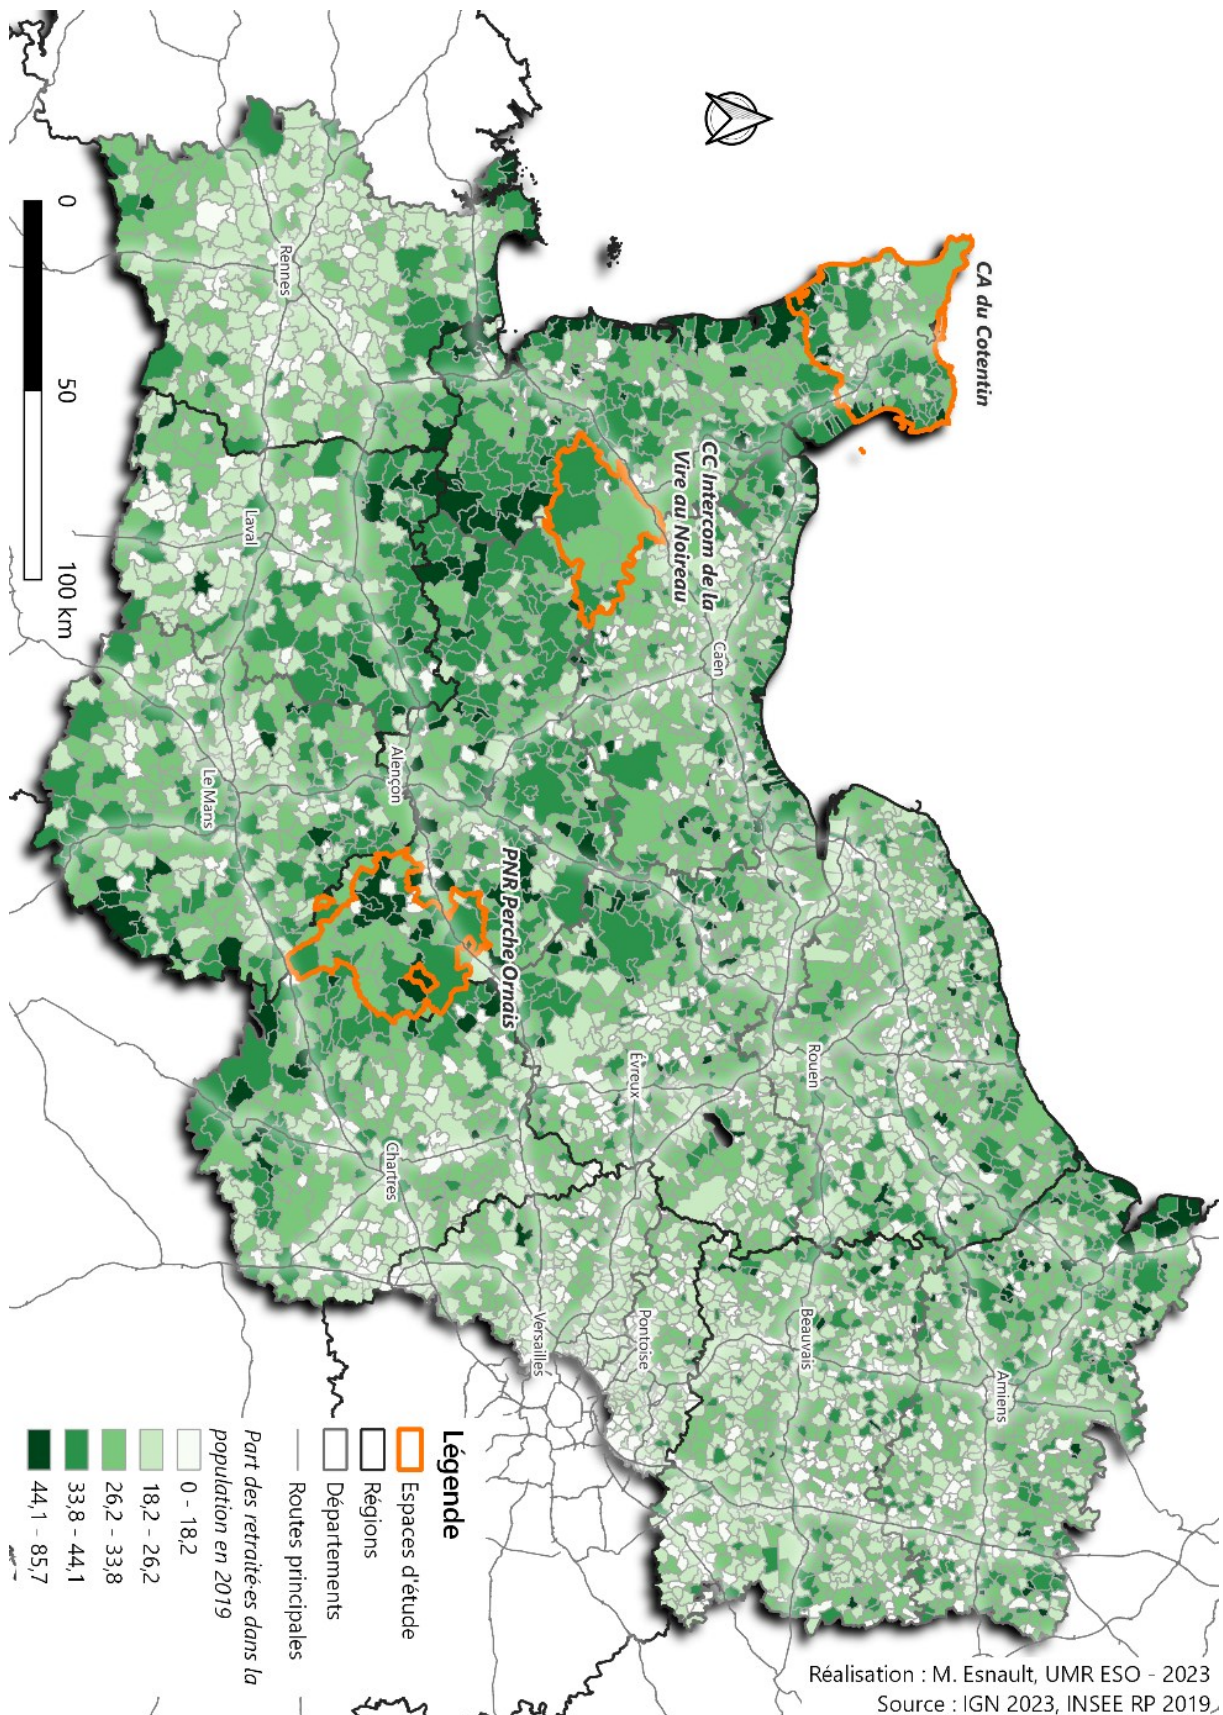 CA du Cotentin
CC Intercom de la
Vire au Noireau
PNR Perche Ornais
Rennes
Laval
Caen
Alençon
Le Mans
Rouen
Évreux
Chartres
Amiens
Beauvais
Pontoise
Versailles
0 50 100 km
Légende
Espaces d'étude
Régions
Départements
Routes principales
Part des retraité·es dans la
population en 2019
0 - 18,2
18,2 - 26,2
26,2 - 33,8
33,8 - 44,1
44,1 - 85,7
Réalisation : M. Esnault, UMR ESO - 2023
Source : IGN 2023, INSEE RP 2019